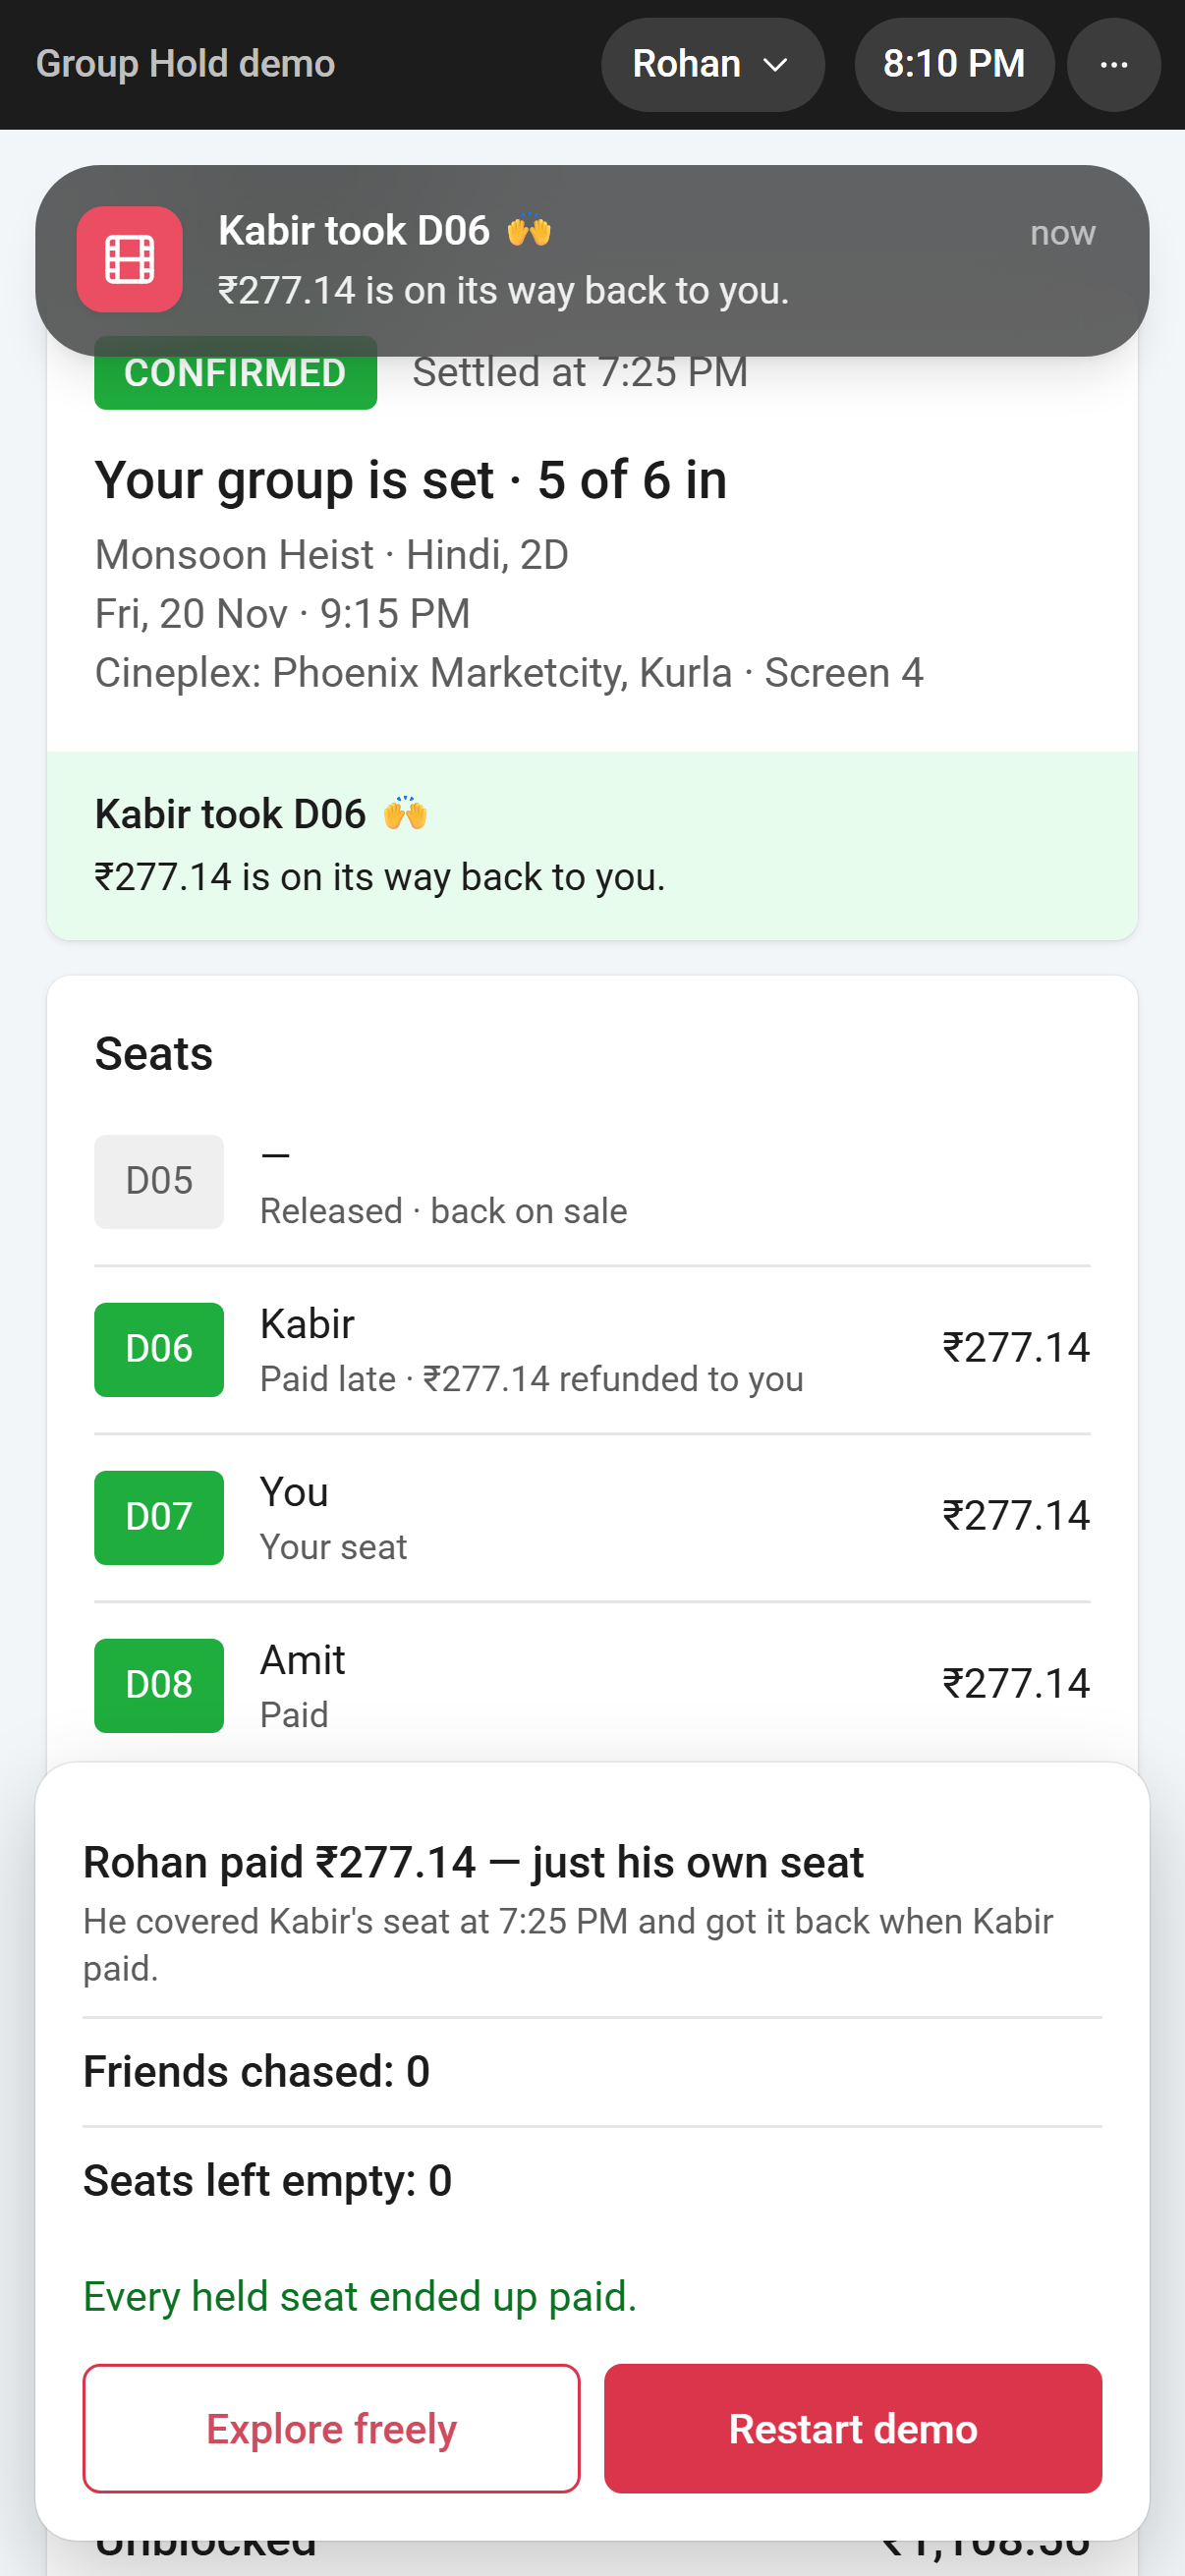 Group Hold demo
Rohan
8:10 PM
Kabir took D06 🙌
now
₹277.14 is on its way back to you.
CONFIRMED
Settled at 7:25 PM
Your group is set · 5 of 6 in
Monsoon Heist · Hindi, 2D
Fri, 20 Nov · 9:15 PM
Cineplex: Phoenix Marketcity, Kurla · Screen 4
Kabir took D06 🙌
₹277.14 is on its way back to you.
Seats
D05
—
Released · back on sale
D06
Kabir
Paid late · ₹277.14 refunded to you
₹277.14
D07
You
Your seat
₹277.14
D08
Amit
Paid
₹277.14
Rohan paid ₹277.14 — just his own seat
He covered Kabir's seat at 7:25 PM and got it back when Kabir
paid.
Friends chased: 0
Seats left empty: 0
Every held seat ended up paid.
Explore freely
Restart demo
Unblocked